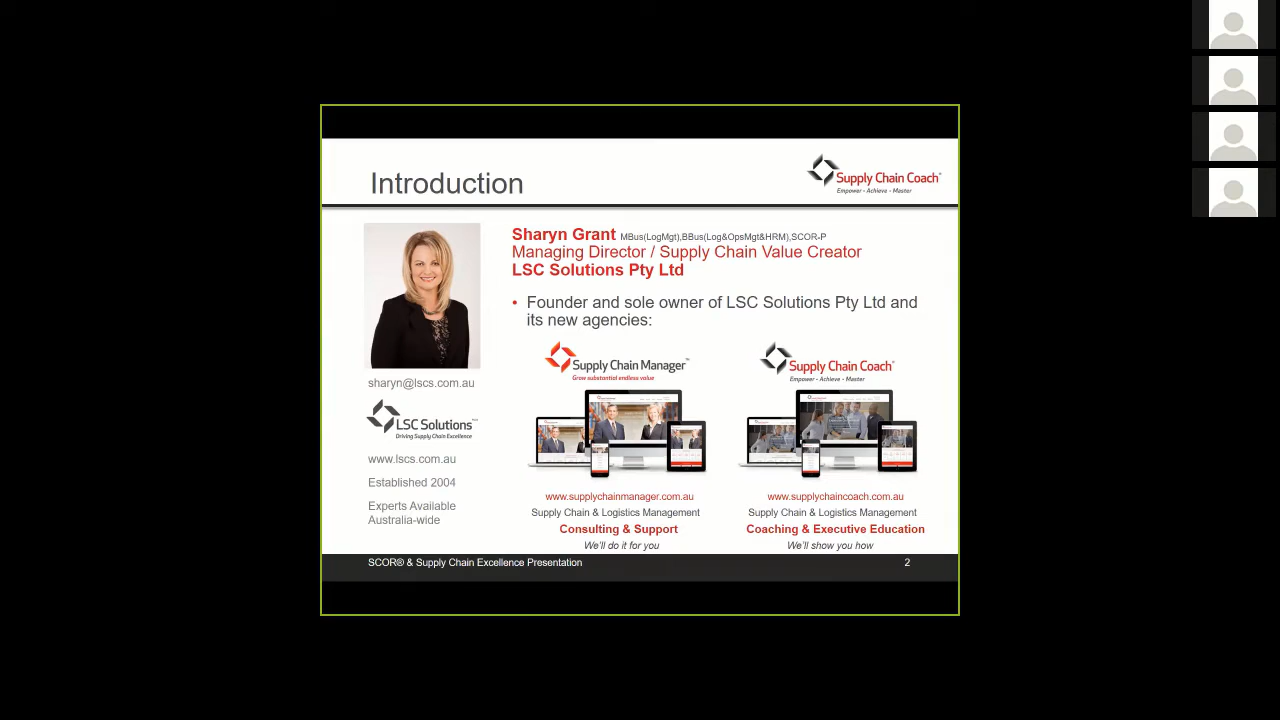 Introduction
Supply Chain Coach
Empower - Achieve - Master
Sharyn Grant MBus(LogMgt),BBus(Log&OpsMgt&HRM),SCOR-P
Managing Director / Supply Chain Value Creator
LSC Solutions Pty Ltd
• Founder and sole owner of LSC Solutions Pty Ltd and
its new agencies:
sharyn@lscs.com.au
LSC Solutions
Driving Supply Chain Excellence
www.lscs.com.au
Established 2004
Experts Available
Australia-wide
Supply Chain Manager™
Grow substantial endless value
www.supplychainmanager.com.au
Supply Chain & Logistics Management
Consulting & Support
We'll do it for you
Supply Chain Coach
Empower - Achieve - Master
www.supplychaincoach.com.au
Supply Chain & Logistics Management
Coaching & Executive Education
We'll show you how
SCOR® & Supply Chain Excellence Presentation
2